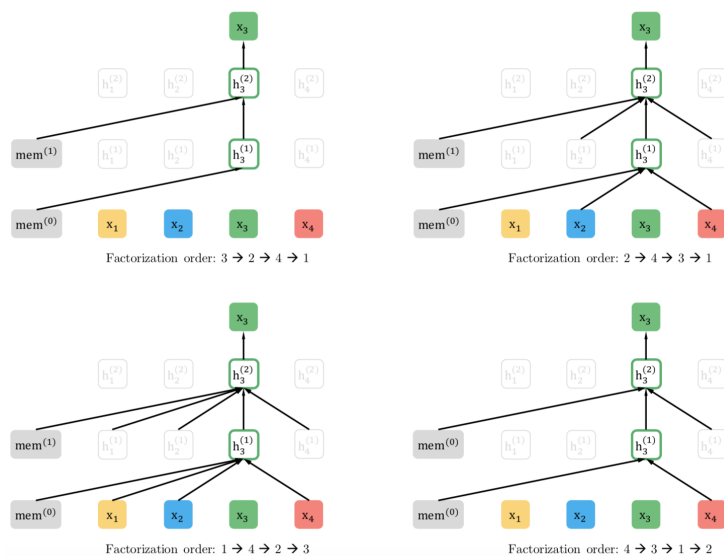 x₃ x₃
h₁⁽²⁾ h₂⁽²⁾ h₃⁽²⁾ h₄⁽²⁾ h₁⁽²⁾ h₂⁽²⁾ h₃⁽²⁾ h₄⁽²⁾
mem⁽¹⁾ h₁⁽¹⁾ h₂⁽¹⁾ h₃⁽¹⁾ h₄⁽¹⁾ mem⁽¹⁾ h₁⁽¹⁾ h₂⁽¹⁾ h₃⁽¹⁾ h₄⁽¹⁾
mem⁽⁰⁾ x₁ x₂ x₃ x₄ mem⁽⁰⁾ x₁ x₂ x₃ x₄
Factorization order: 3 → 2 → 4 → 1 Factorization order: 2 → 4 → 3 → 1
x₃ x₃
h₁⁽²⁾ h₂⁽²⁾ h₃⁽²⁾ h₄⁽²⁾ h₁⁽²⁾ h₂⁽²⁾ h₃⁽²⁾ h₄⁽²⁾
mem⁽¹⁾ h₁⁽¹⁾ h₂⁽¹⁾ h₃⁽¹⁾ h₄⁽¹⁾ mem⁽⁰⁾ h₁⁽¹⁾ h₂⁽¹⁾ h₃⁽¹⁾ h₄⁽¹⁾
mem⁽⁰⁾ x₁ x₂ x₃ x₄ mem⁽⁰⁾ x₁ x₂ x₃ x₄
Factorization order: 1 → 4 → 2 → 3 Factorization order: 4 → 3 → 1 → 2